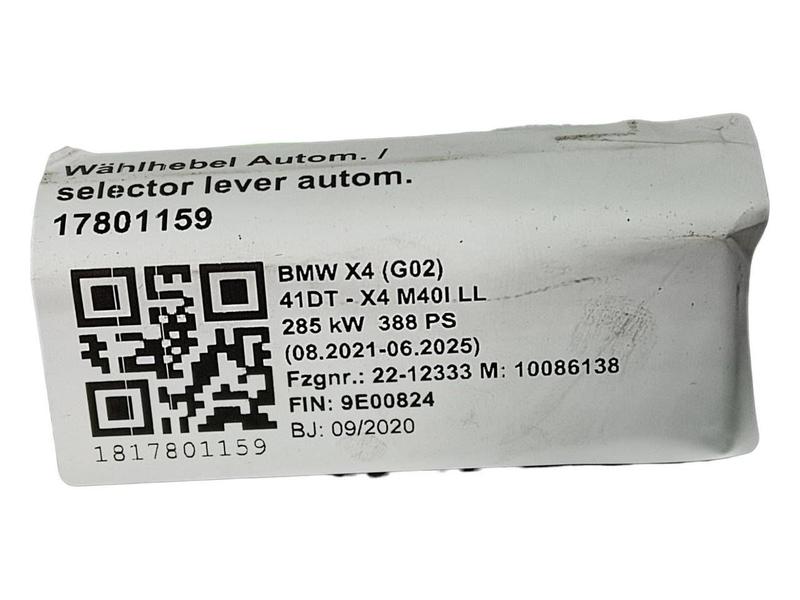 Wählhebel Autom. /
selector lever autom.
17801159
BMW X4 (G02)
41DT - X4 M40I LL
285 kW 388 PS
(08.2021-06.2025)
Fzgnr.: 22-12333 M: 10086138
FIN: 9E00824
BJ: 09/2020
1817801159